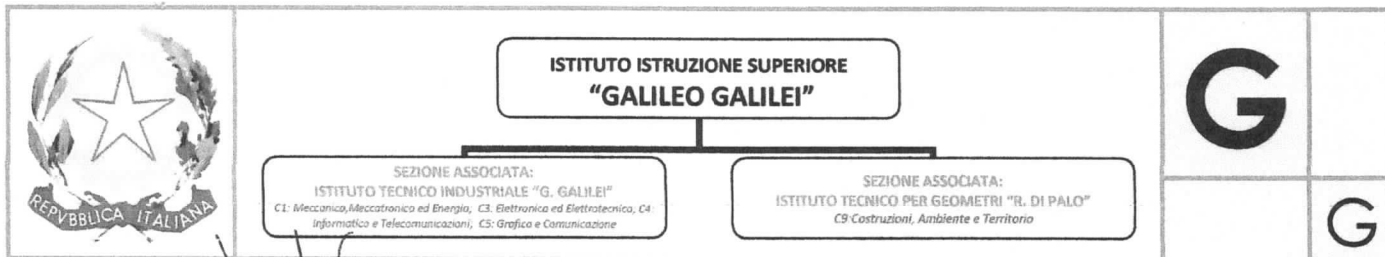 ISTITUTO ISTRUZIONE SUPERIORE
“GALILEO GALILEI”
SEZIONE ASSOCIATA:
ISTITUTO TECNICO INDUSTRIALE “G. GALILEI”
C1: Meccanica,Meccatronica ed Energia; C3. Elettronica ed Elettrotecnica; C4
Informatica e Telecomunicazioni; C5: Grafica e Comunicazione
SEZIONE ASSOCIATA:
ISTITUTO TECNICO PER GEOMETRI “R. DI PALO”
C9 Costruzioni, Ambiente e Territorio
REPVBBLICA ITALIANA
G
G